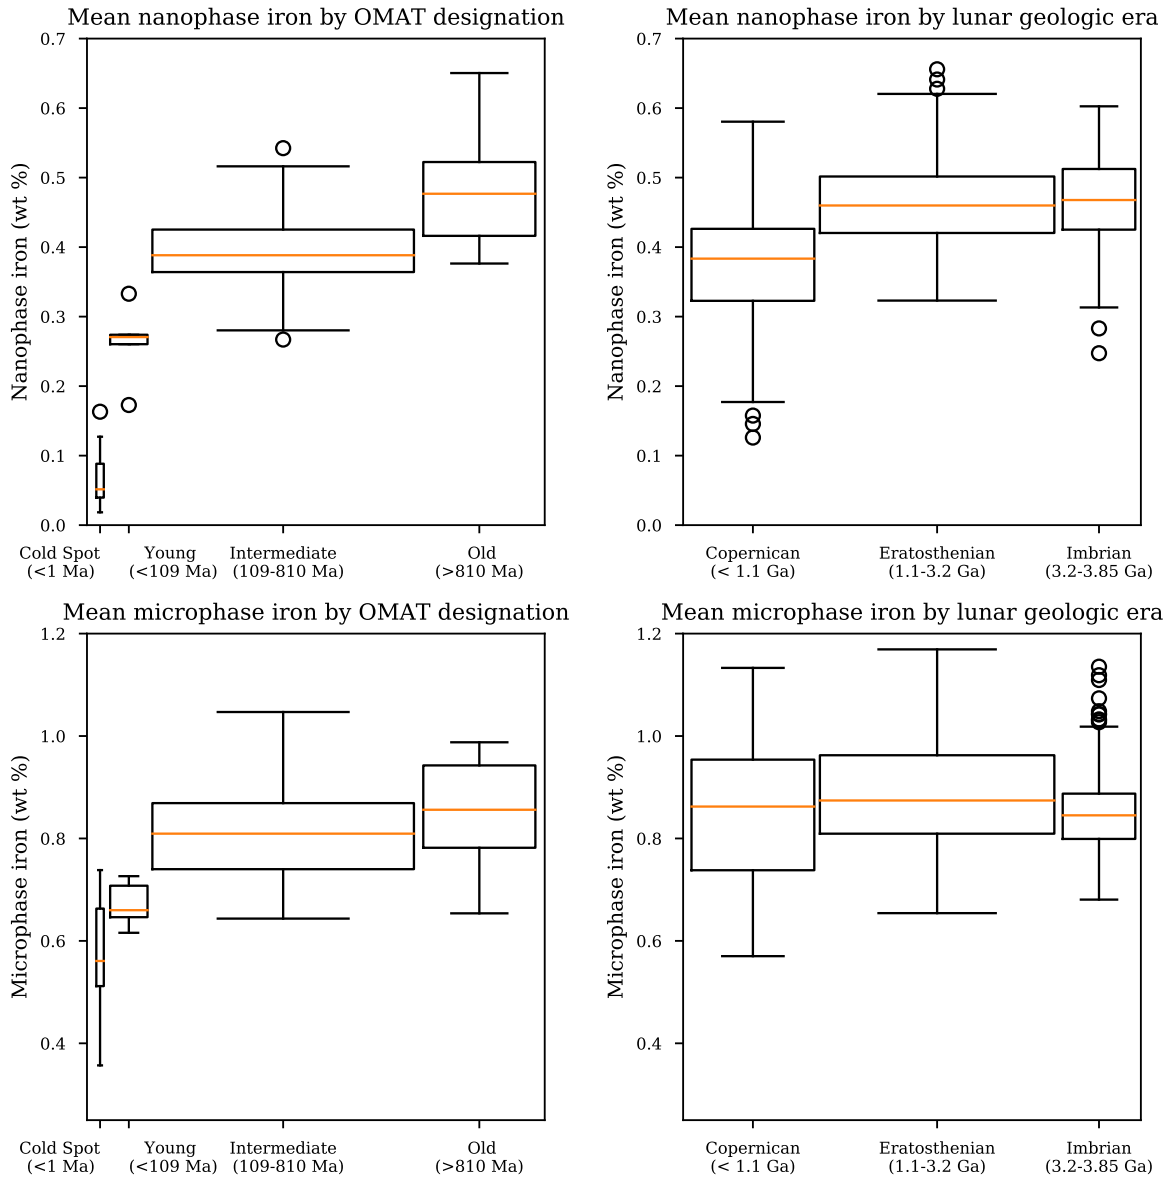 Mean nanophase iron by OMAT designation
Nanophase iron (wt %)
0.7
0.6
0.5
0.4
0.3
0.2
0.1
0.0
Cold Spot
(<1 Ma)
Young
(<109 Ma)
Intermediate
(109-810 Ma)
Old
(>810 Ma)
Mean nanophase iron by lunar geologic era
Nanophase iron (wt %)
0.7
0.6
0.5
0.4
0.3
0.2
0.1
0.0
Copernican
(< 1.1 Ga)
Eratosthenian
(1.1-3.2 Ga)
Imbrian
(3.2-3.85 Ga)
Mean microphase iron by OMAT designation
Microphase iron (wt %)
1.2
1.0
0.8
0.6
0.4
Cold Spot
(<1 Ma)
Young
(<109 Ma)
Intermediate
(109-810 Ma)
Old
(>810 Ma)
Mean microphase iron by lunar geologic era
Microphase iron (wt %)
1.2
1.0
0.8
0.6
0.4
Copernican
(< 1.1 Ga)
Eratosthenian
(1.1-3.2 Ga)
Imbrian
(3.2-3.85 Ga)